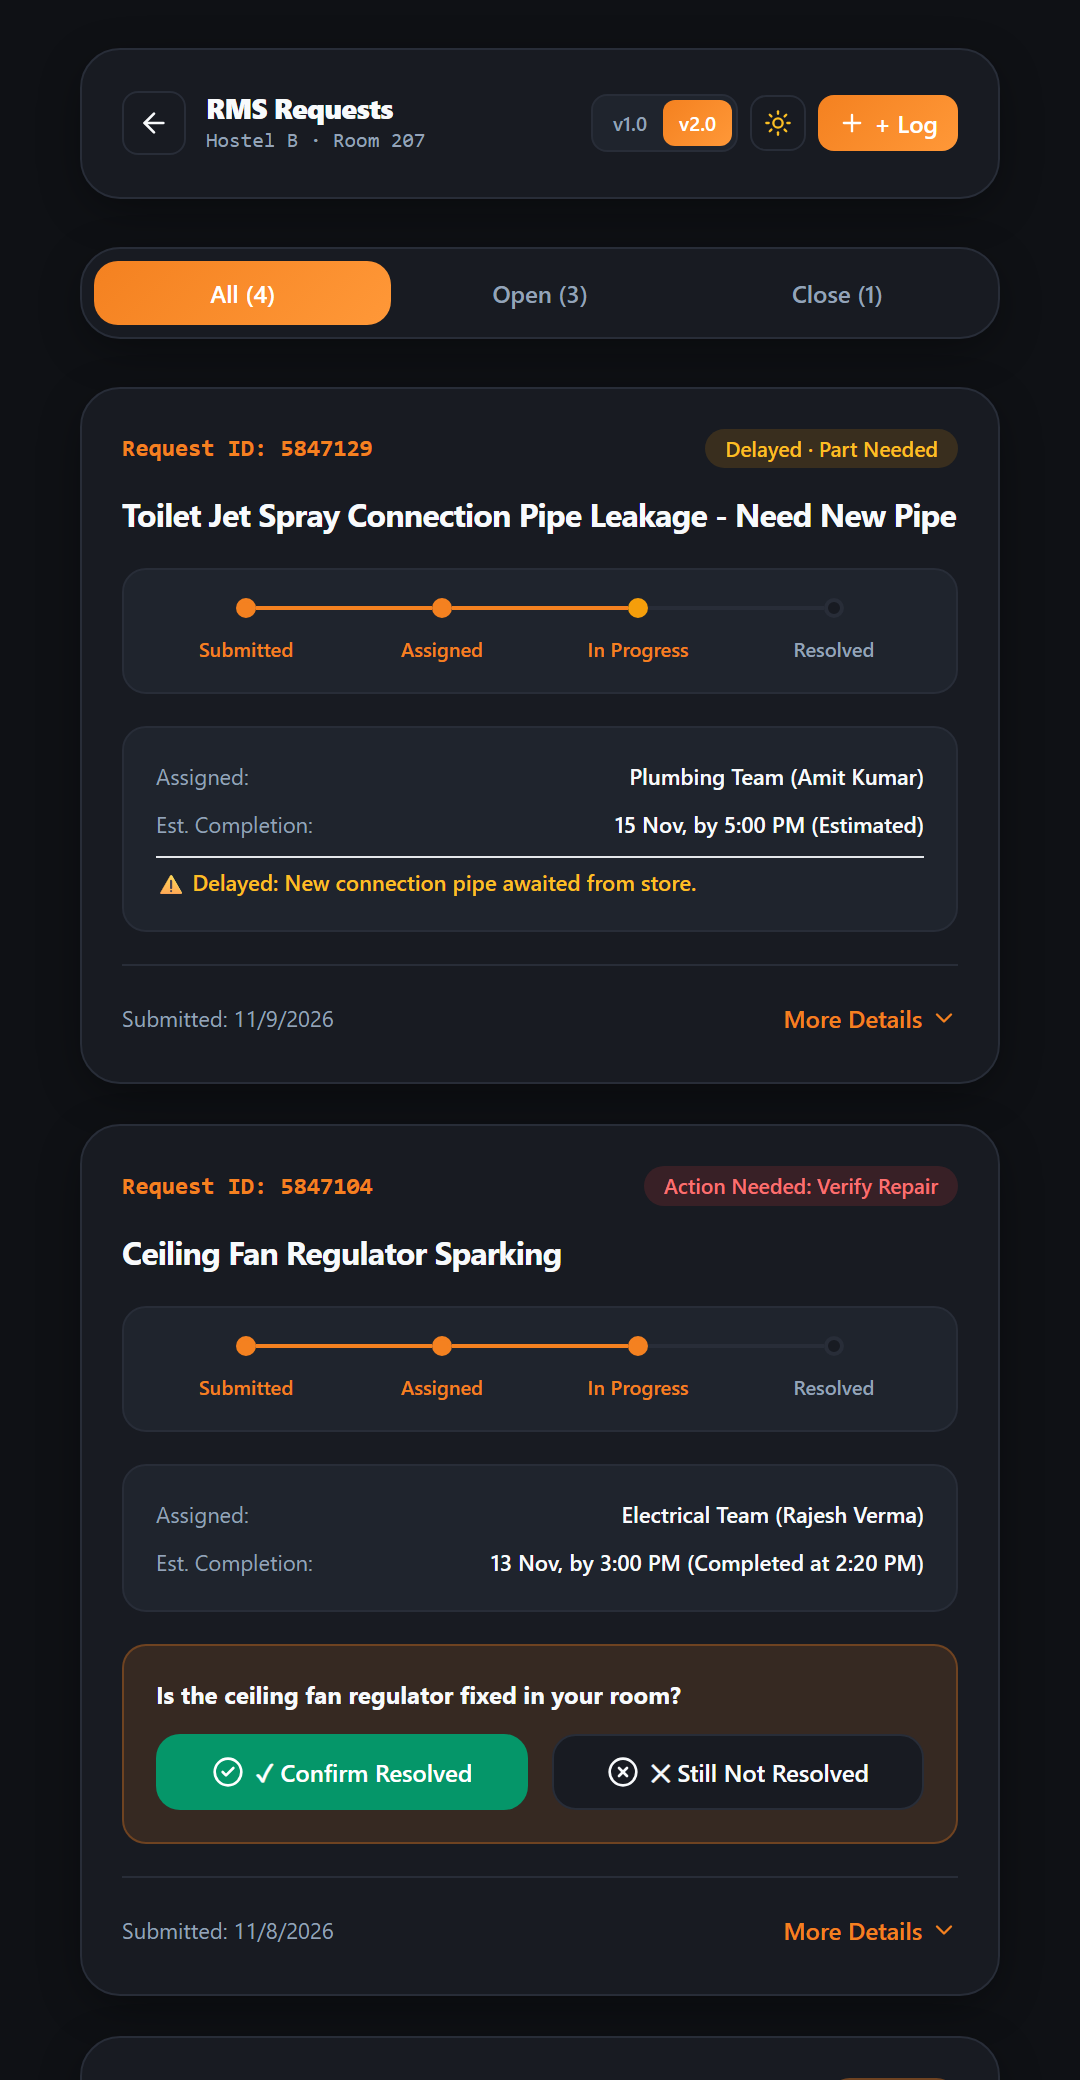 RMS Requests
Hostel B · Room 207
v1.0 v2.0
+ + Log
All (4) Open (3) Close (1)
Request ID: 5847129 Delayed · Part Needed
Toilet Jet Spray Connection Pipe Leakage - Need New Pipe
Submitted Assigned In Progress Resolved
Assigned: Plumbing Team (Amit Kumar)
Est. Completion: 15 Nov, by 5:00 PM (Estimated)
⚠ Delayed: New connection pipe awaited from store.
Submitted: 11/9/2026 More Details
Request ID: 5847104 Action Needed: Verify Repair
Ceiling Fan Regulator Sparking
Submitted Assigned In Progress Resolved
Assigned: Electrical Team (Rajesh Verma)
Est. Completion: 13 Nov, by 3:00 PM (Completed at 2:20 PM)
Is the ceiling fan regulator fixed in your room?
✓ Confirm Resolved ✕ Still Not Resolved
Submitted: 11/8/2026 More Details